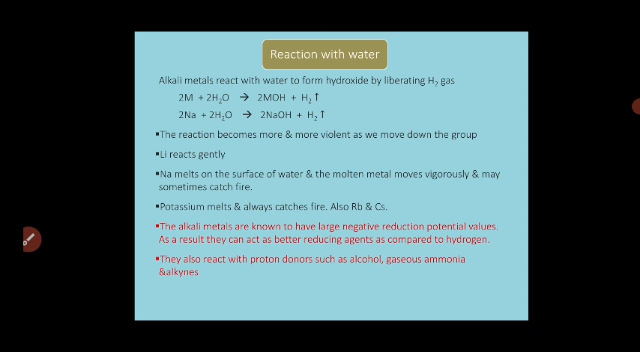 Reaction with water
Alkali metals react with water to form hydroxide by liberating H₂ gas
2M + 2H₂O → 2MOH + H₂ ↑
2Na + 2H₂O → 2NaOH + H₂ ↑
▪The reaction becomes more & more violent as we move down the group
▪Li reacts gently
▪Na melts on the surface of water & the molten metal moves vigorously & may
sometimes catch fire.
▪Potassium melts & always catches fire. Also Rb & Cs.
▪The alkali metals are known to have large negative reduction potential values.
As a result they can act as better reducing agents as compared to hydrogen.
▪They also react with proton donors such as alcohol, gaseous ammonia
&alkynes